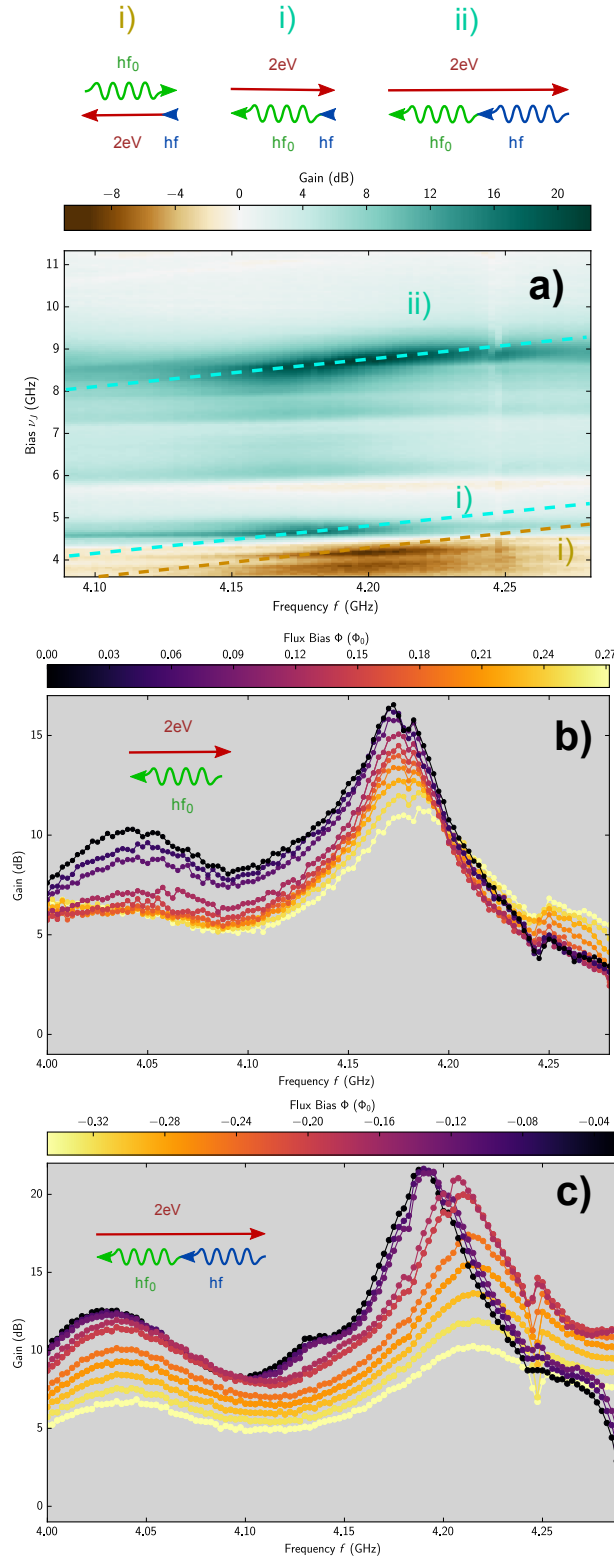 i) i) ii)
hf₀ 2eV 2eV
2eV hf hf₀ hf hf₀ hf
Gain (dB)
−8 −4 0 4 8 12 16 20
a)
ii)
i)
i)
11
10
9
8
7
6
5
4
Bias ν_J (GHz)
4.10 4.15 4.20 4.25
Frequency f (GHz)
Flux Bias Φ (Φ₀)
0.00 0.03 0.06 0.09 0.12 0.15 0.18 0.21 0.24 0.27
b)
2eV
hf₀
15
10
5
0
Gain (dB)
4.00 4.05 4.10 4.15 4.20 4.25
Frequency f (GHz)
Flux Bias Φ (Φ₀)
−0.32 −0.28 −0.24 −0.20 −0.16 −0.12 −0.08 −0.04
c)
2eV
hf₀ hf
20
15
10
5
0
Gain (dB)
4.00 4.05 4.10 4.15 4.20 4.25
Frequency f (GHz)